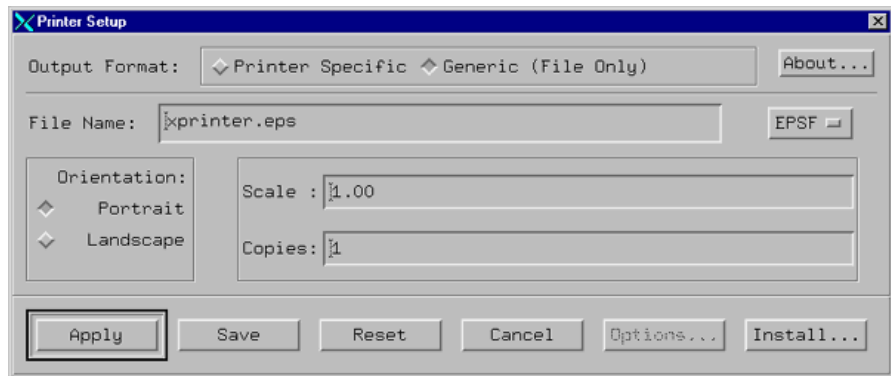 Printer Setup
Output Format: Printer Specific Generic (File Only) About...
File Name: xprinter.eps EPSF
Orientation:
Portrait
Landscape
Scale : 1.00
Copies: 1
Apply Save Reset Cancel Options... Install...